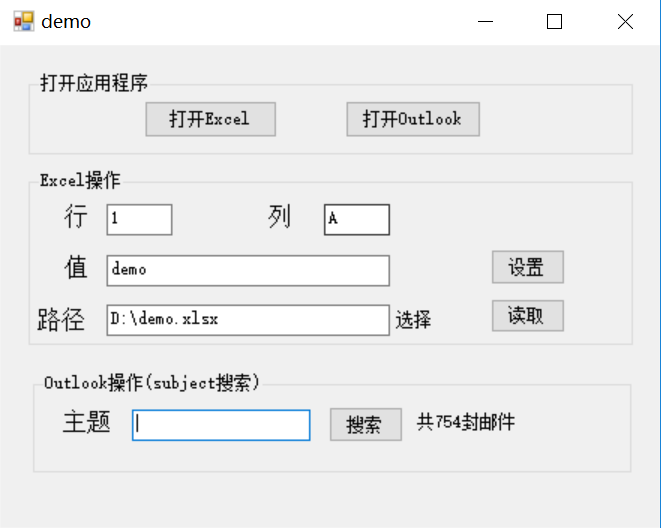 demo
打开应用程序
打开Excel 打开Outlook
Excel操作
行 1 列 A
值 demo 设置
路径 D:\demo.xlsx 选择 读取
Outlook操作(subject搜索)
主题 搜索 共754封邮件